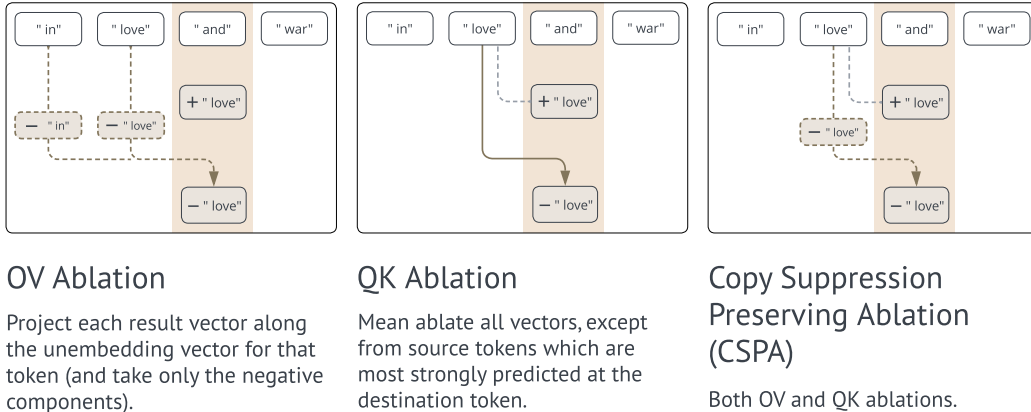 " in" " love" " and" " war"
+ " love"
− " in" − " love"
− " love"
OV Ablation
Project each result vector along
the unembedding vector for that
token (and take only the negative
components).
" in" " love" " and" " war"
+ " love"
− " love"
QK Ablation
Mean ablate all vectors, except
from source tokens which are
most strongly predicted at the
destination token.
" in" " love" " and" " war"
+ " love"
− " love"
− " love"
Copy Suppression
Preserving Ablation
(CSPA)
Both OV and QK ablations.